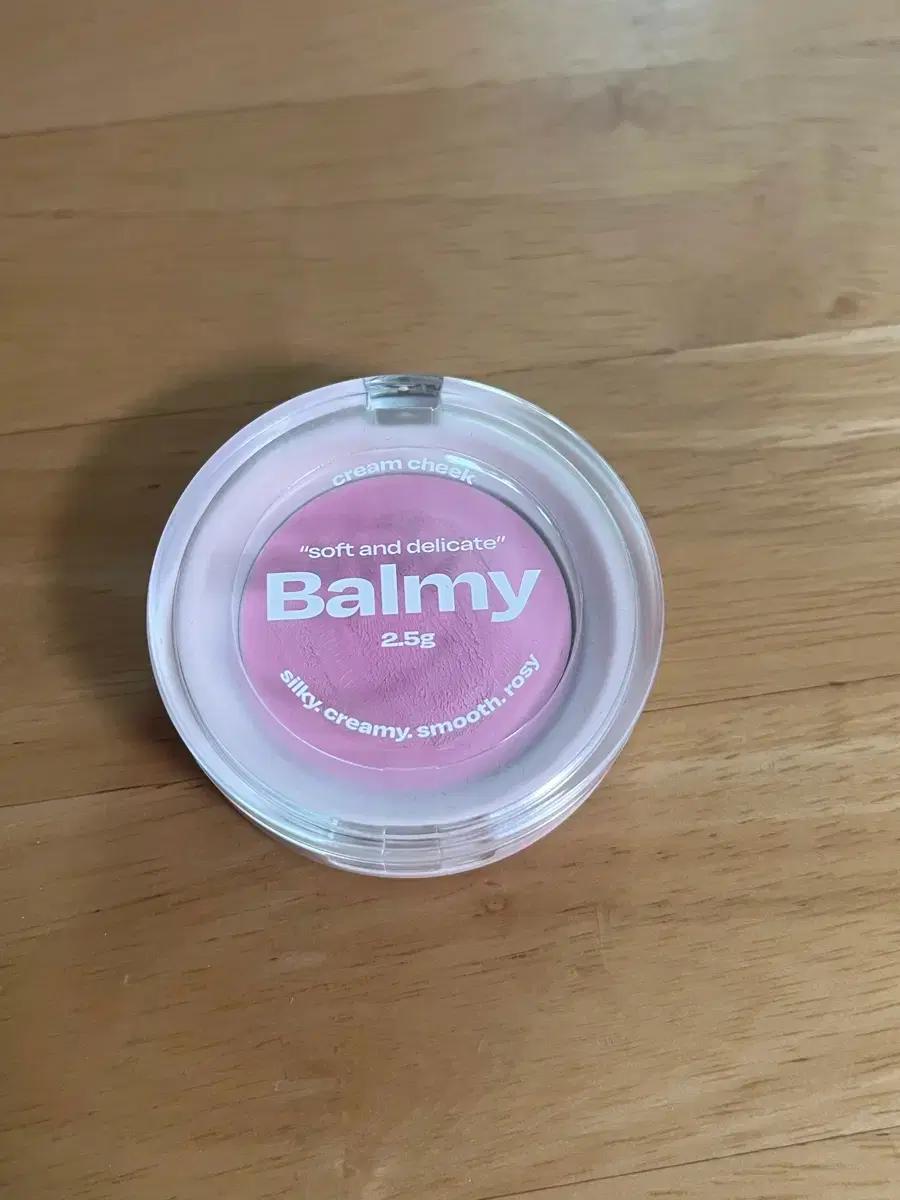 cream cheek
“soft and delicate”
Balmy
2.5g
silky. creamy. smooth. rosy